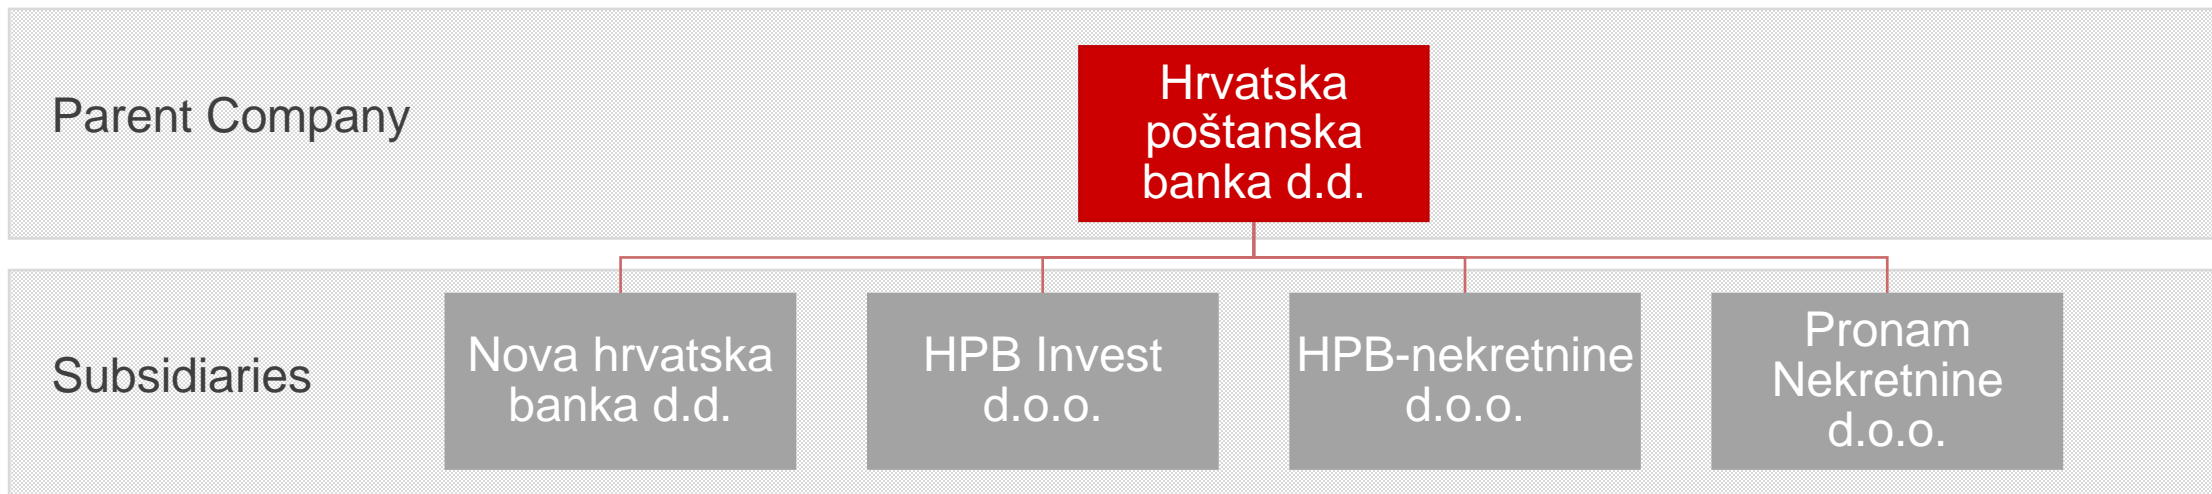 Parent Company
Hrvatska
poštanska
banka d.d.
Subsidiaries
Nova hrvatska
banka d.d.
HPB Invest
d.o.o.
HPB-nekretnine
d.o.o.
Pronam
Nekretnine
d.o.o.